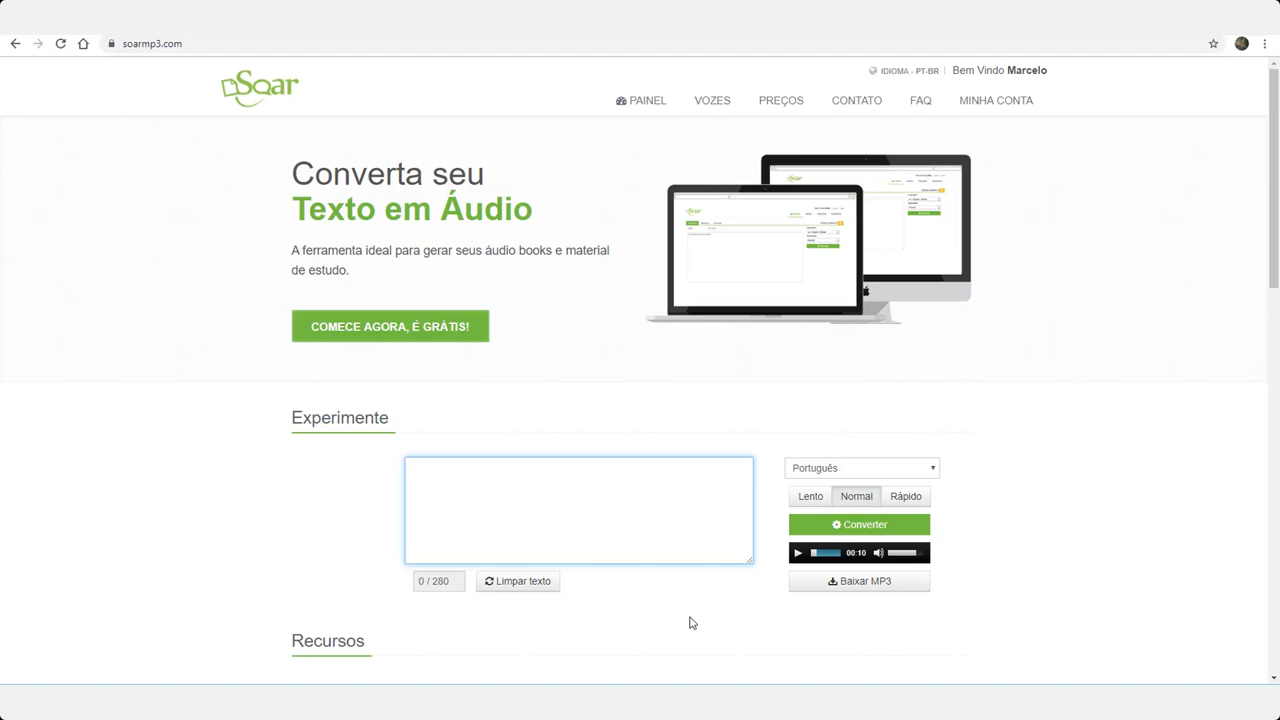 soarmp3.com
IDIOMA - PT-BR | Bem Vindo Marcelo
Soar
PAINEL VOZES PREÇOS CONTATO FAQ MINHA CONTA
Converta seu
Texto em Áudio
A ferramenta ideal para gerar seus áudio books e material
de estudo.
COMECE AGORA, É GRÁTIS!
Experimente
Português
Lento Normal Rápido
Converter
00:10
0 / 280 Limpar texto Baixar MP3
Recursos